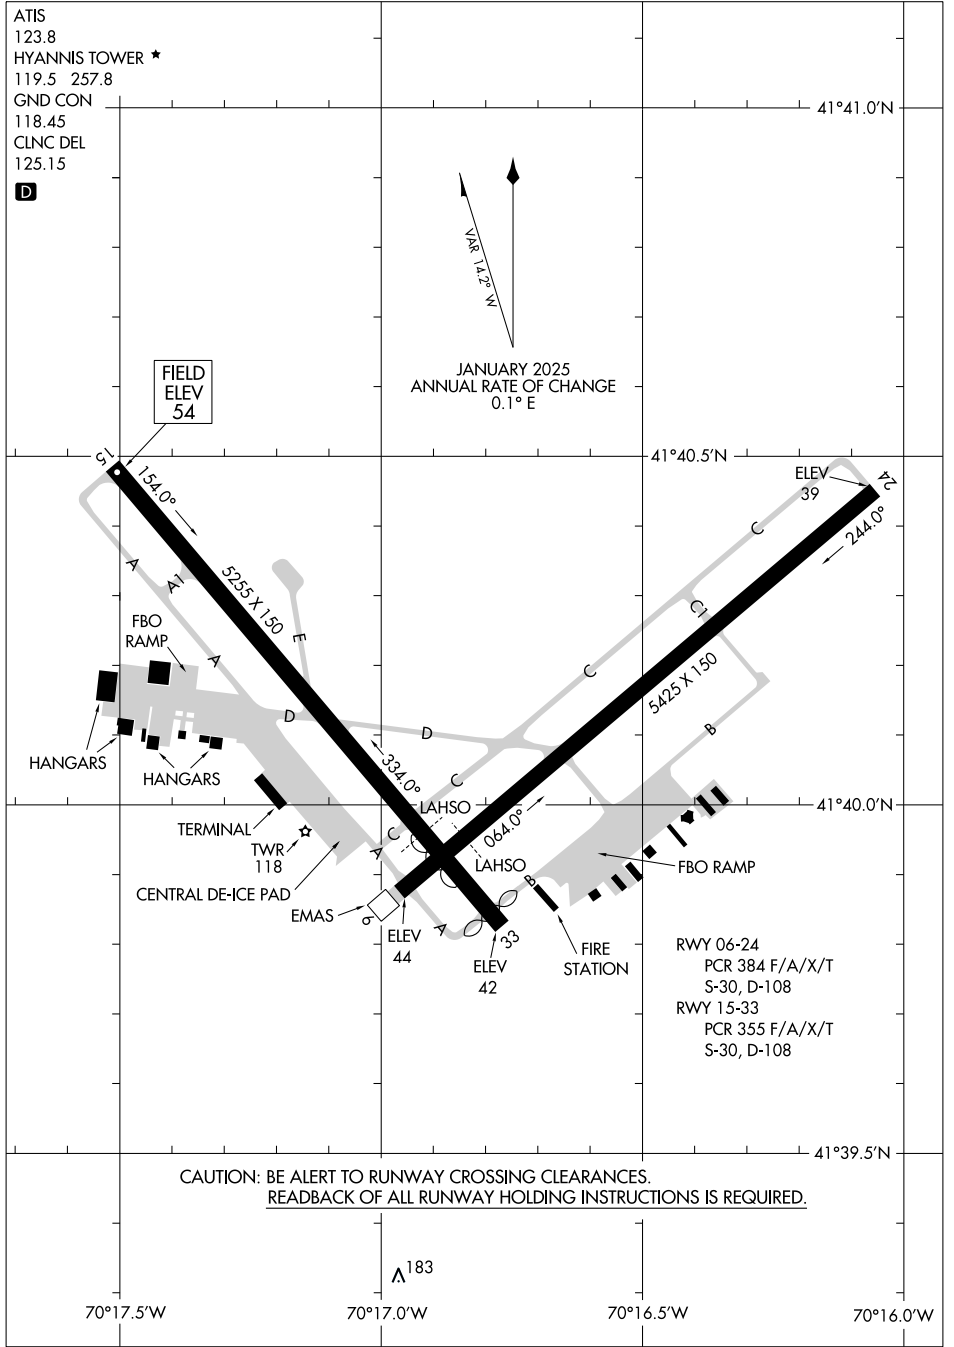 ATIS
123.8
HYANNIS TOWER
119.5 257.8
GND CON
118.45
CLNC DEL
125.15
D
41°41.0'N
VAR 14.2° W
JANUARY 2025
ANNUAL RATE OF CHANGE
0.1° E
FIELD
ELEV
54
15
154.0°
41°40.5'N
ELEV
39
24
244.0°
C
A
A1
5255 X 150
C1
FBO
RAMP
E
A
C
5425 X 150
D
D
B
HANGARS
HANGARS
334.0°
C
LAHSO
41°40.0'N
TERMINAL
C
064.0°
TWR
118
A
LAHSO
FBO RAMP
CENTRAL DE-ICE PAD
B
EMAS
6
A
ELEV
44
33
ELEV
42
FIRE
STATION
RWY 06-24
PCR 384 F/A/X/T
S-30, D-108
RWY 15-33
PCR 355 F/A/X/T
S-30, D-108
41°39.5'N
CAUTION: BE ALERT TO RUNWAY CROSSING CLEARANCES.
READBACK OF ALL RUNWAY HOLDING INSTRUCTIONS IS REQUIRED.
183
70°17.5'W
70°17.0'W
70°16.5'W
70°16.0'W